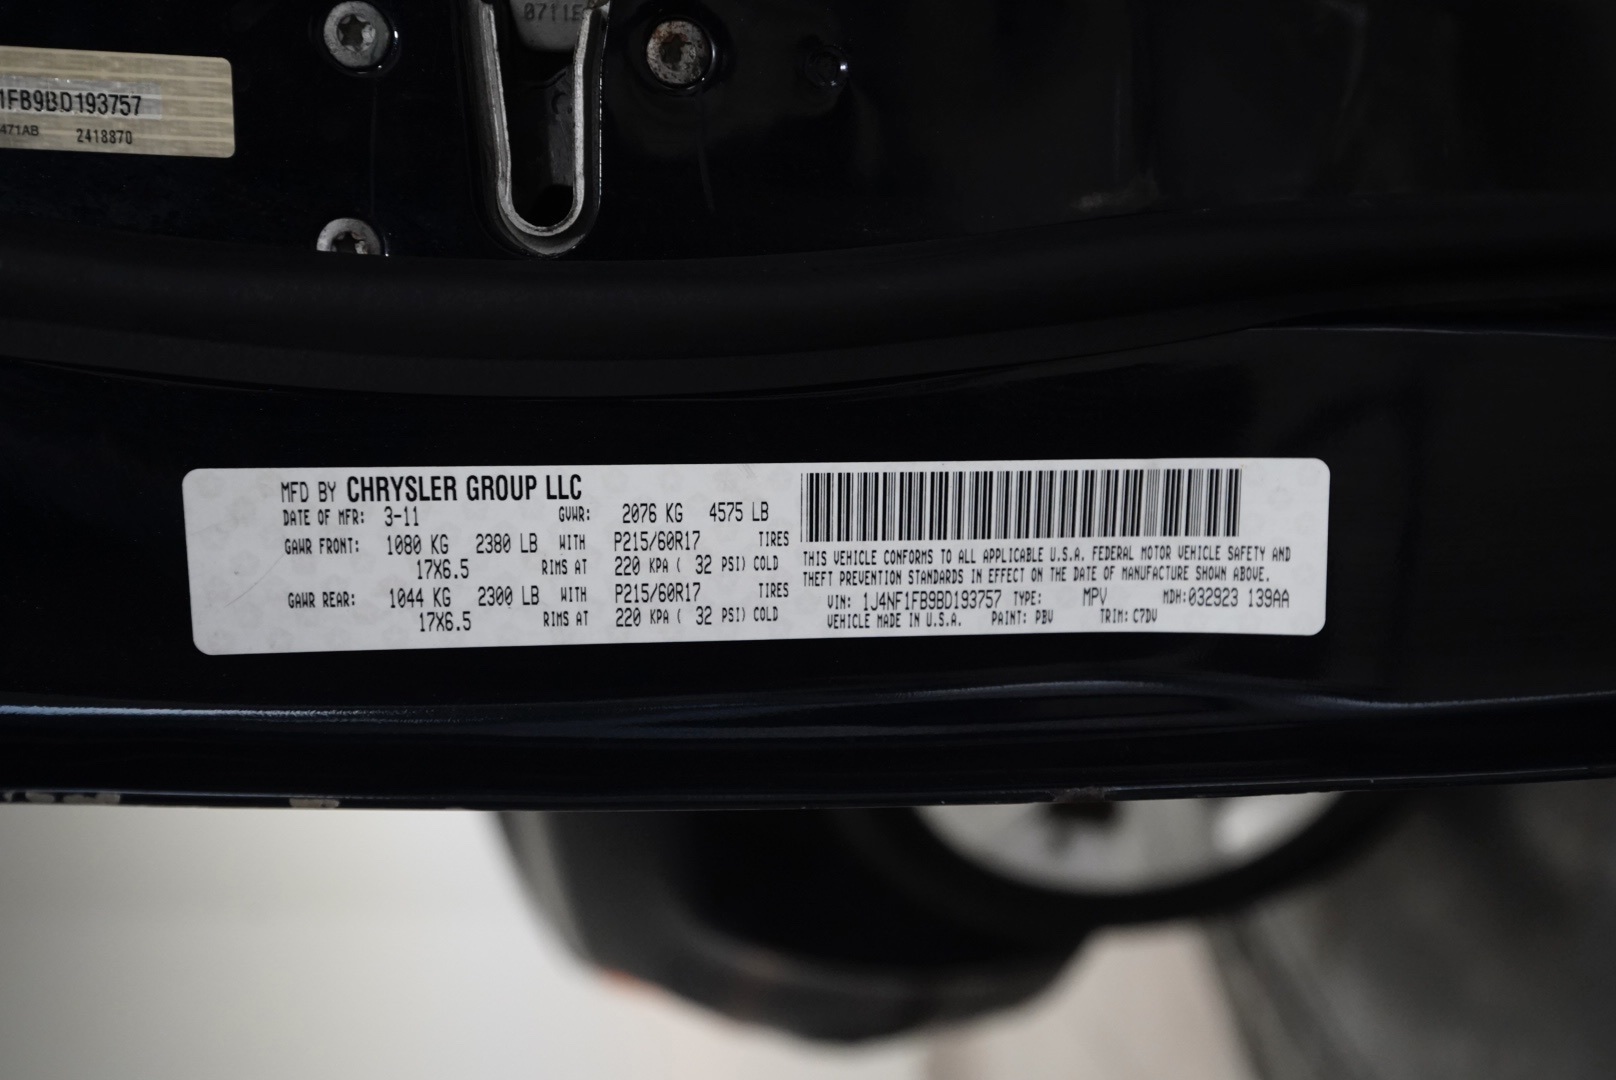 0711E
1FB9BD193757
471AB 2418870
MFD BY CHRYSLER GROUP LLC
DATE OF MFR: 3-11 GVWR: 2076 KG 4575 LB
GAWR FRONT: 1080 KG 2380 LB WITH P215/60R17 TIRES
17X6.5 RIMS AT 220 KPA ( 32 PSI) COLD
GAWR REAR: 1044 KG 2300 LB WITH P215/60R17 TIRES
17X6.5 RIMS AT 220 KPA ( 32 PSI) COLD
THIS VEHICLE CONFORMS TO ALL APPLICABLE U.S.A. FEDERAL MOTOR VEHICLE SAFETY AND
THEFT PREVENTION STANDARDS IN EFFECT ON THE DATE OF MANUFACTURE SHOWN ABOVE.
VIN: 1J4NF1FB9BD193757 TYPE: MPV MDH:032923 139AA
VEHICLE MADE IN U.S.A. PAINT: PBV TRIM: C7DV